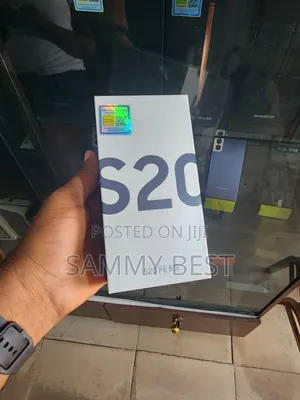 S20
POSTED ON JIJI
SAMMY BEST
S20 FE 5G